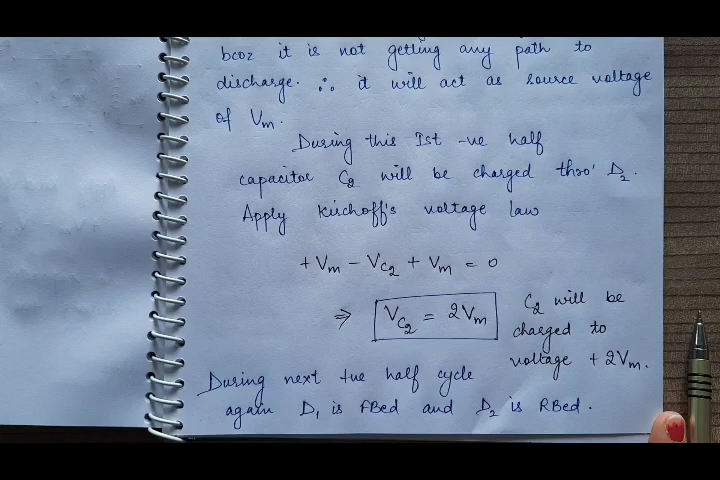 bcoz it is not getting any path to
discharge. ∴ it will act as source voltage
of Vm.
During this Ist -ve half
capacitor C2 will be charged thro' D2.
Apply Kirchoff's voltage law
+Vm - VC2 + Vm = 0
⇒ VC2 = 2Vm
C2 will be
charged to
voltage + 2Vm.
During next +ve half cycle
again D1 is FBed and D2 is RBed.